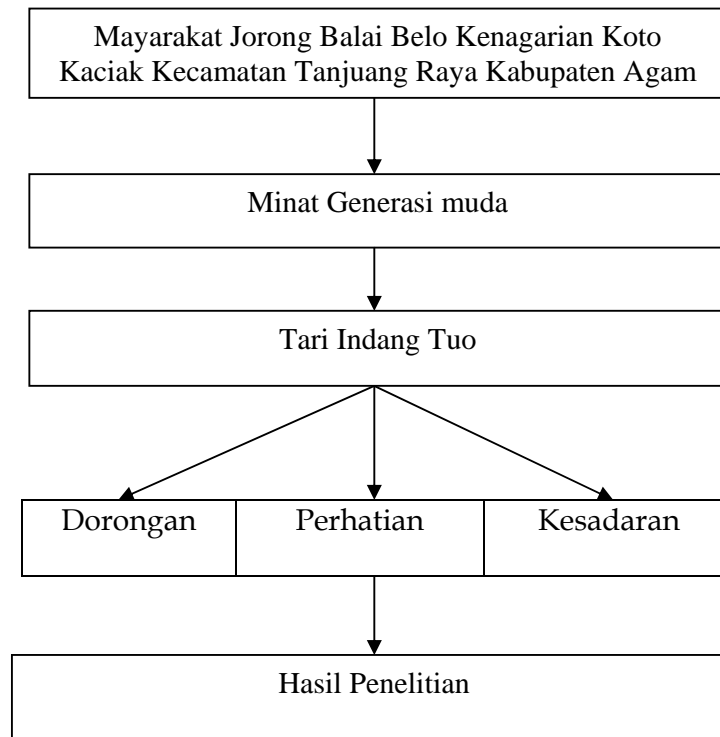 Mayarakat Jorong Balai Belo Kenagarian Koto
Kaciak Kecamatan Tanjuang Raya Kabupaten Agam
Minat Generasi muda
Tari Indang Tuo
Dorongan Perhatian Kesadaran
Hasil Penelitian